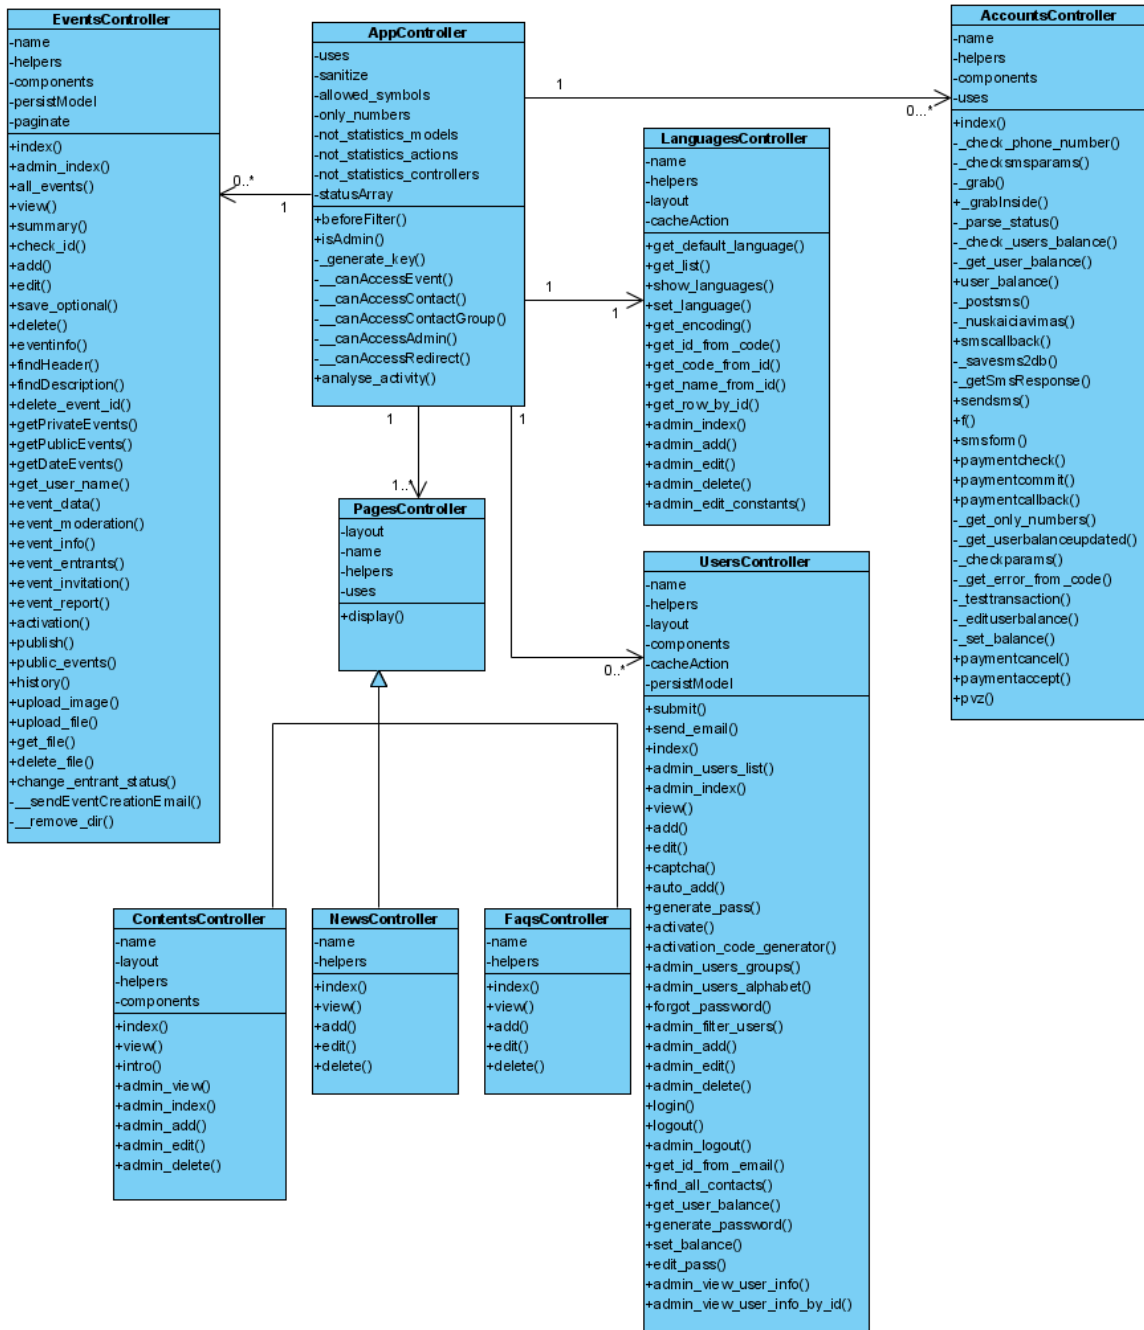 EventsController
-name
-helpers
-components
-persistModel
-paginate
+index()
+admin_index()
+all_events()
+view()
+summary()
+check_id()
+add()
+edit()
+save_optional()
+delete()
+eventinfo()
+findHeader()
+findDescription()
+delete_event_id()
+getPrivateEvents()
+getPublicEvents()
+getDateEvents()
+get_user_name()
+event_data()
+event_moderation()
+event_info()
+event_entrants()
+event_invitation()
+event_report()
+activation()
+publish()
+public_events()
+history()
+upload_image()
+upload_file()
+get_file()
+delete_file()
+change_entrant_status()
-__sendEventCreationEmail()
-__remove_dir()
0..*
1
AppController
-uses
-sanitize
-allowed_symbols
-only_numbers
-not_statistics_models
-not_statistics_actions
-not_statistics_controllers
-statusArray
+beforeFilter()
+isAdmin()
-_generate_key()
-__canAccessEvent()
-__canAccessContact()
-__canAccessContactGroup()
-__canAccessAdmin()
-__canAccessRedirect()
+analyse_activity()
1
0...*
1
1
1
1..*
1
0..*
LanguagesController
-name
-helpers
-layout
-cacheAction
+get_default_language()
+get_list()
+show_languages()
+set_language()
+get_encoding()
+get_id_from_code()
+get_code_from_id()
+get_name_from_id()
+get_row_by_id()
+admin_index()
+admin_add()
+admin_edit()
+admin_delete()
+admin_edit_constants()
AccountsController
-name
-helpers
-components
-uses
+index()
-_check_phone_number()
-_checksmsparams()
-_grab()
+_grabInside()
-_parse_status()
-_check_users_balance()
-_get_user_balance()
+user_balance()
-_postsms()
-_nuskaiciavimas()
+smscallback()
-_savesms2db()
-_getSmsResponse()
+sendsms()
+f()
+smsform()
+paymentcheck()
+paymentcommit()
+paymentcallback()
-_get_only_numbers()
-_get_userbalanceupdated()
-_checkparams()
-_get_error_from_code()
-_testtransaction()
-_edituserbalance()
-_set_balance()
+paymentcancel()
+paymentaccept()
+pvz()
PagesController
-layout
-name
-helpers
-uses
+display()
UsersController
-name
-helpers
-layout
-components
-cacheAction
-persistModel
+submit()
+send_email()
+index()
+admin_users_list()
+admin_index()
+view()
+add()
+edit()
+captcha()
+auto_add()
+generate_pass()
+activate()
+activation_code_generator()
+admin_users_groups()
+admin_users_alphabet()
+forgot_password()
+admin_filter_users()
+admin_add()
+admin_edit()
+admin_delete()
+login()
+logout()
+admin_logout()
+get_id_from_email()
+find_all_contacts()
+get_user_balance()
+generate_password()
+set_balance()
+edit_pass()
+admin_view_user_info()
+admin_view_user_info_by_id()
ContentsController
-name
-layout
-helpers
-components
+index()
+view()
+intro()
+admin_view()
+admin_index()
+admin_add()
+admin_edit()
+admin_delete()
NewsController
-name
-helpers
+index()
+view()
+add()
+edit()
+delete()
FaqsController
-name
-helpers
+index()
+view()
+add()
+edit()
+delete()